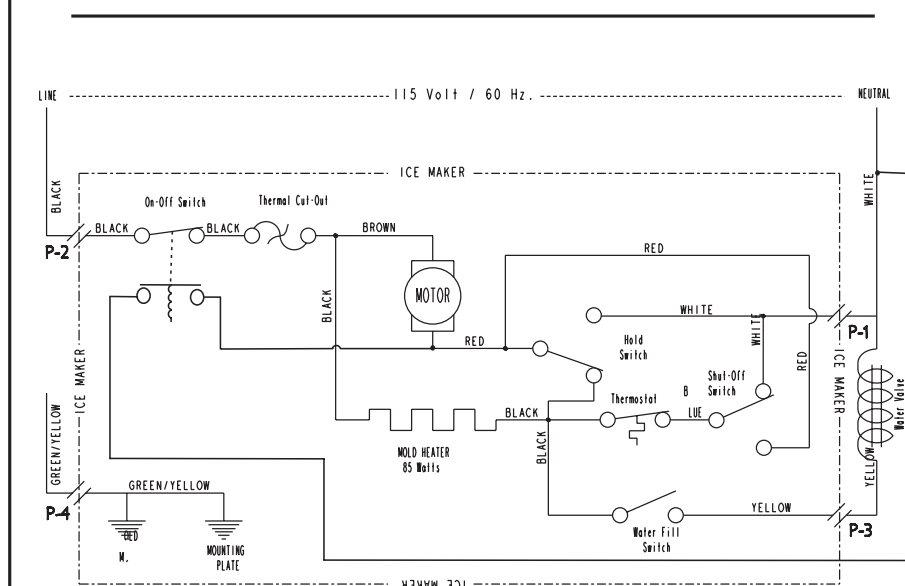 LINE
115 Volt / 60 Hz.
NEUTRAL
BLACK
ICE MAKER
WHITE
On-Off Switch
Thermal Cut-Out
BLACK
BLACK
BROWN
P-2
RED
MOTOR
BLACK
WHITE
WHITE
P-1
RED
Hold
Switch
RED
ICE MAKER
ICE MAKER
Shut-Off
Switch
B
LUE
Thermostat
Water Valve
BLACK
BLACK
MOLD HEATER
85 Watts
GREEN/YELLOW
YELLOW
GREEN/YELLOW
YELLOW
P-4
P-3
Water Fill
Switch
M,
MOUNTING
PLATE
ICE MAKER